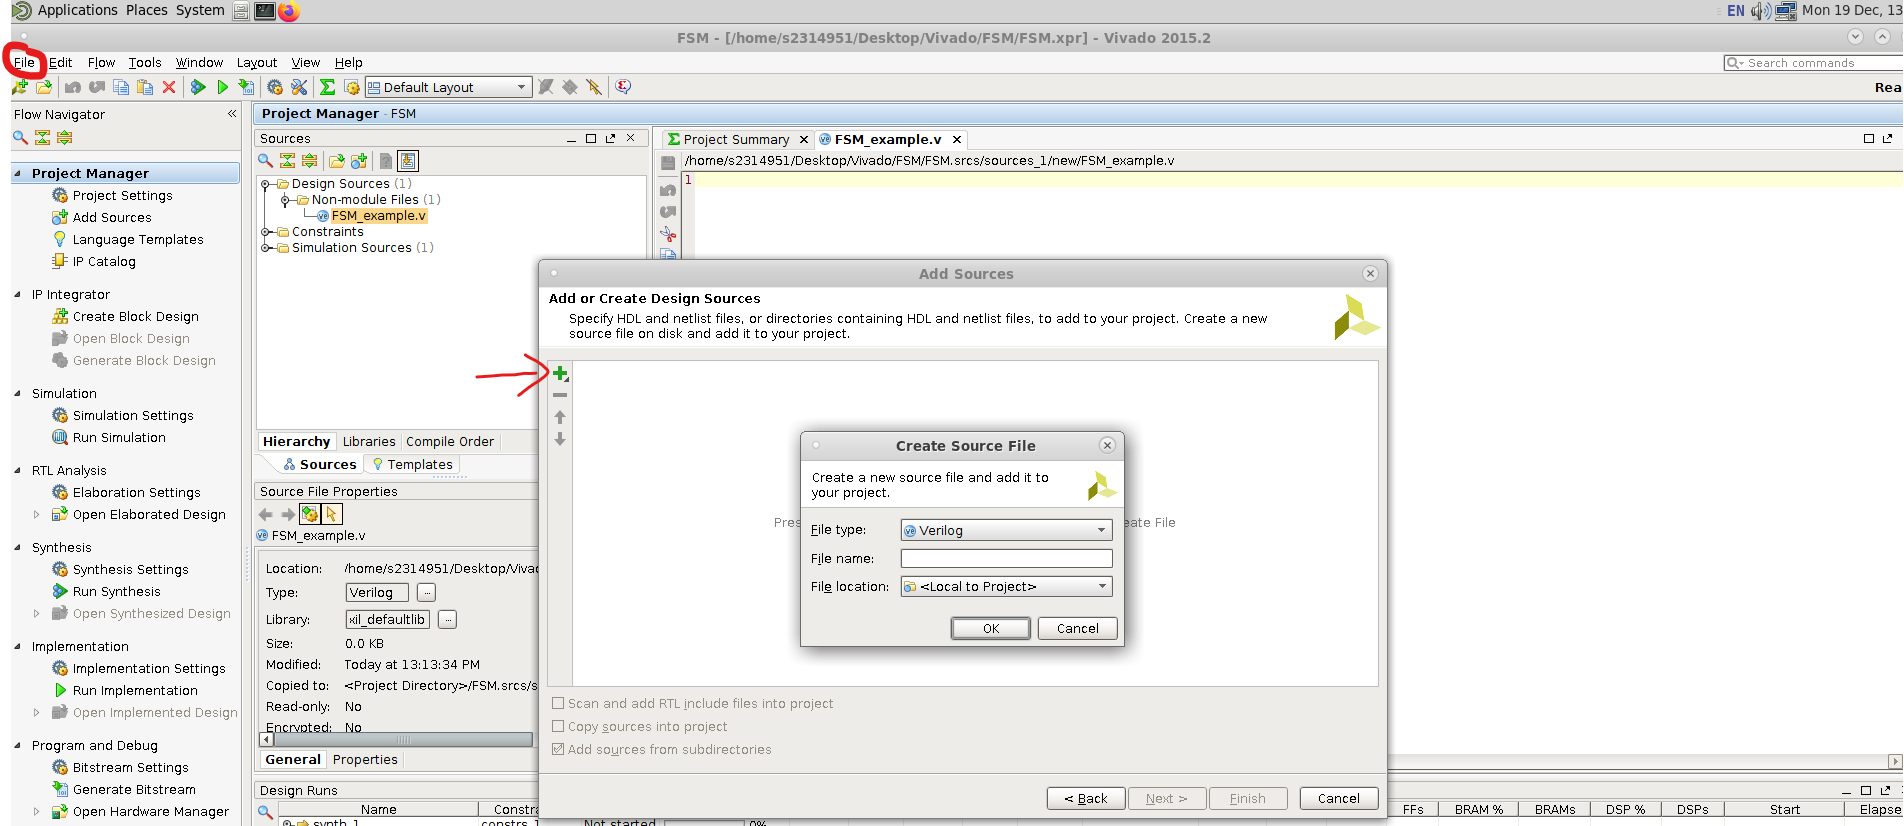 Applications Places System
EN Mon 19 Dec, 13
FSM - [/home/s2314951/Desktop/Vivado/FSM/FSM.xpr] - Vivado 2015.2
File Edit Flow Tools Window Layout View Help
Search commands
Default Layout
Flow Navigator
Project Manager
Project Settings
Add Sources
Language Templates
IP Catalog
IP Integrator
Create Block Design
Open Block Design
Generate Block Design
Simulation
Simulation Settings
Run Simulation
RTL Analysis
Elaboration Settings
Open Elaborated Design
Synthesis
Synthesis Settings
Run Synthesis
Open Synthesized Design
Implementation
Implementation Settings
Run Implementation
Open Implemented Design
Program and Debug
Bitstream Settings
Generate Bitstream
Open Hardware Manager
Project Manager - FSM
Sources
Design Sources (1)
Non-module Files (1)
FSM_example.v
Constraints
Simulation Sources (1)
Hierarchy Libraries Compile Order
Sources Templates
Source File Properties
FSM_example.v
Location: /home/s2314951/Desktop/Vivad
Type: Verilog
Library: xil_defaultlib
Size: 0.0 KB
Modified: Today at 13:13:34 PM
Copied to: <Project Directory>/FSM.srcs/s
Read-only: No
Encrypted: No
General Properties
Project Summary FSM_example.v
/home/s2314951/Desktop/Vivado/FSM/FSM.srcs/sources_1/new/FSM_example.v
1
Add Sources
Add or Create Design Sources
Specify HDL and netlist files, or directories containing HDL and netlist files, to add to your project. Create a new
source file on disk and add it to your project.
Create Source File
Create a new source file and add it to
your project.
File type: Verilog
File name:
File location: <Local to Project>
OK Cancel
Scan and add RTL include files into project
Copy sources into project
Add sources from subdirectories
< Back Next > Finish Cancel
Design Runs
Name Constra
FFs BRAM % BRAMs DSP % DSPs Start Elapse
synth_1 constrs_1 Not started 0%